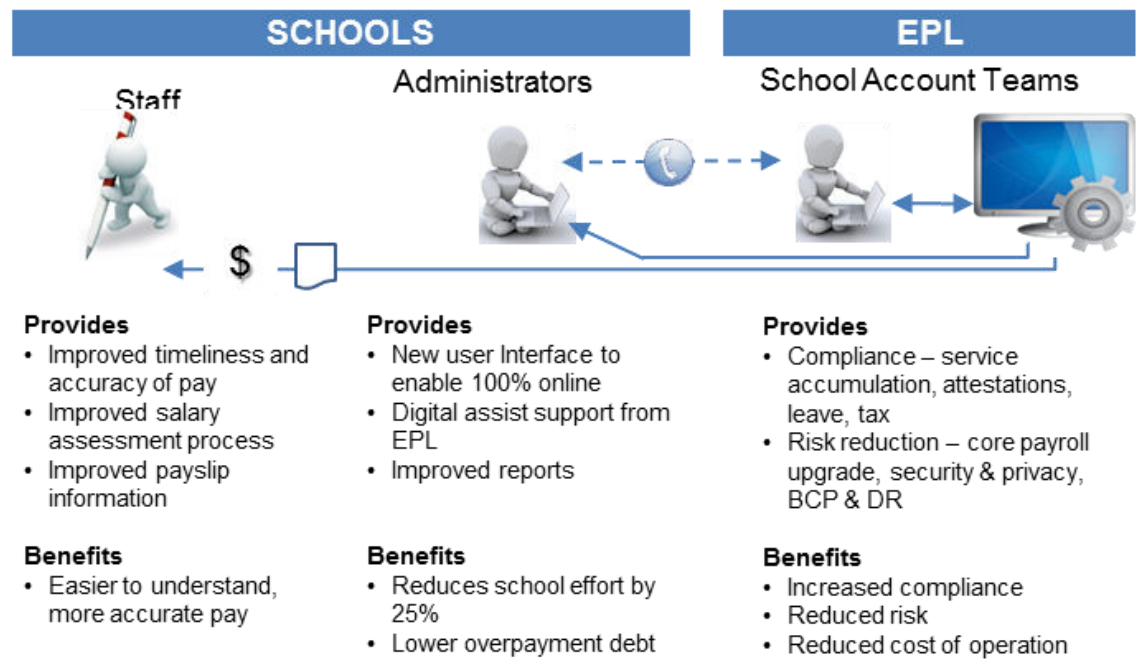 SCHOOLS
EPL
Staff
Administrators
School Account Teams
$
Provides
• Improved timeliness and
accuracy of pay
• Improved salary
assessment process
• Improved payslip
information
Benefits
• Easier to understand,
more accurate pay
Provides
• New user Interface to
enable 100% online
• Digital assist support from
EPL
• Improved reports
Benefits
• Reduces school effort by
25%
• Lower overpayment debt
Provides
• Compliance – service
accumulation, attestations,
leave, tax
• Risk reduction – core payroll
upgrade, security & privacy,
BCP & DR
Benefits
• Increased compliance
• Reduced risk
• Reduced cost of operation